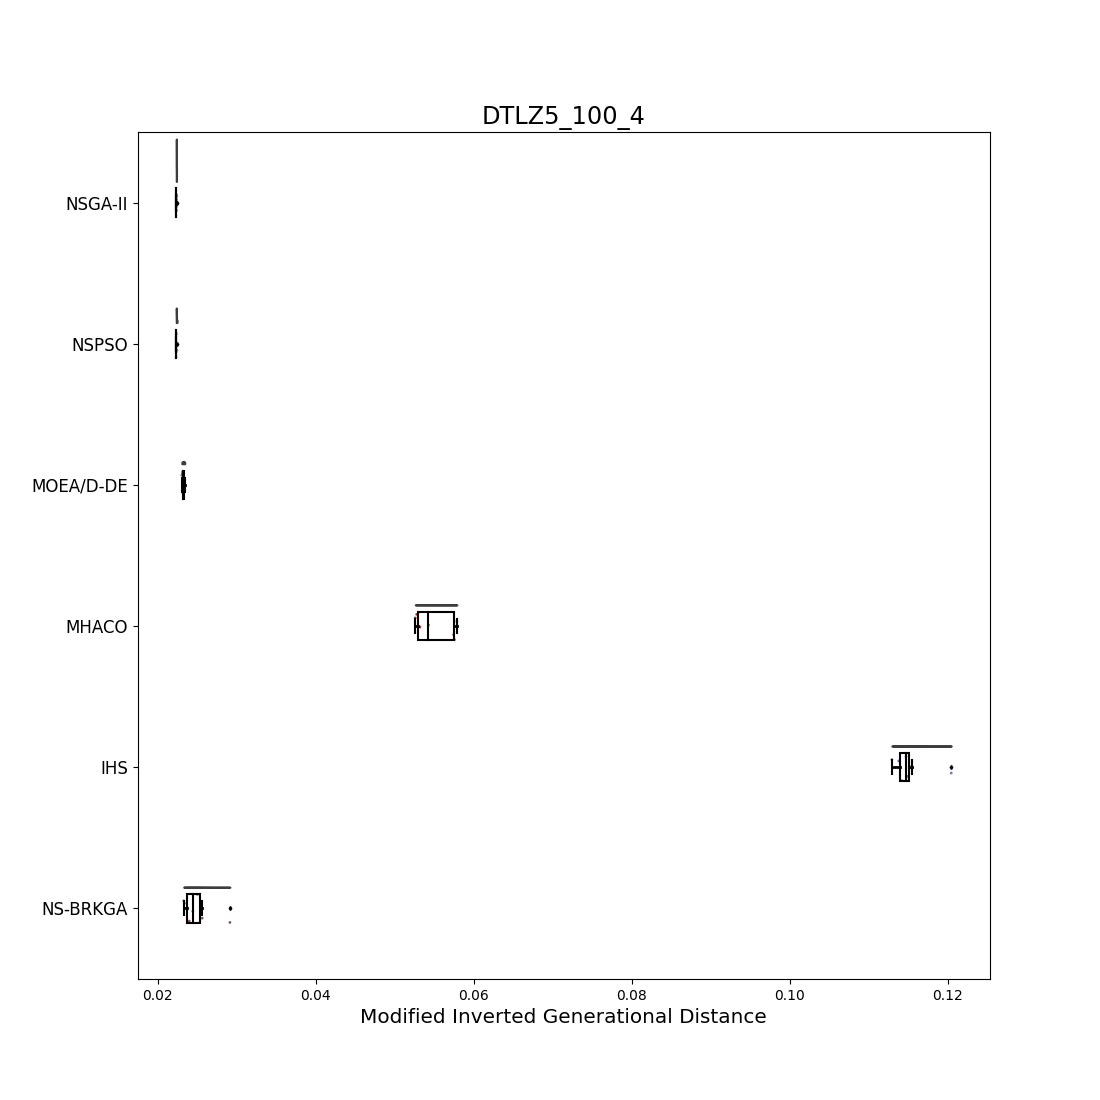 DTLZ5_100_4
NSGA-II
NSPSO
MOEA/D-DE
MHACO
IHS
NS-BRKGA
0.02 0.04 0.06 0.08 0.10 0.12
Modified Inverted Generational Distance